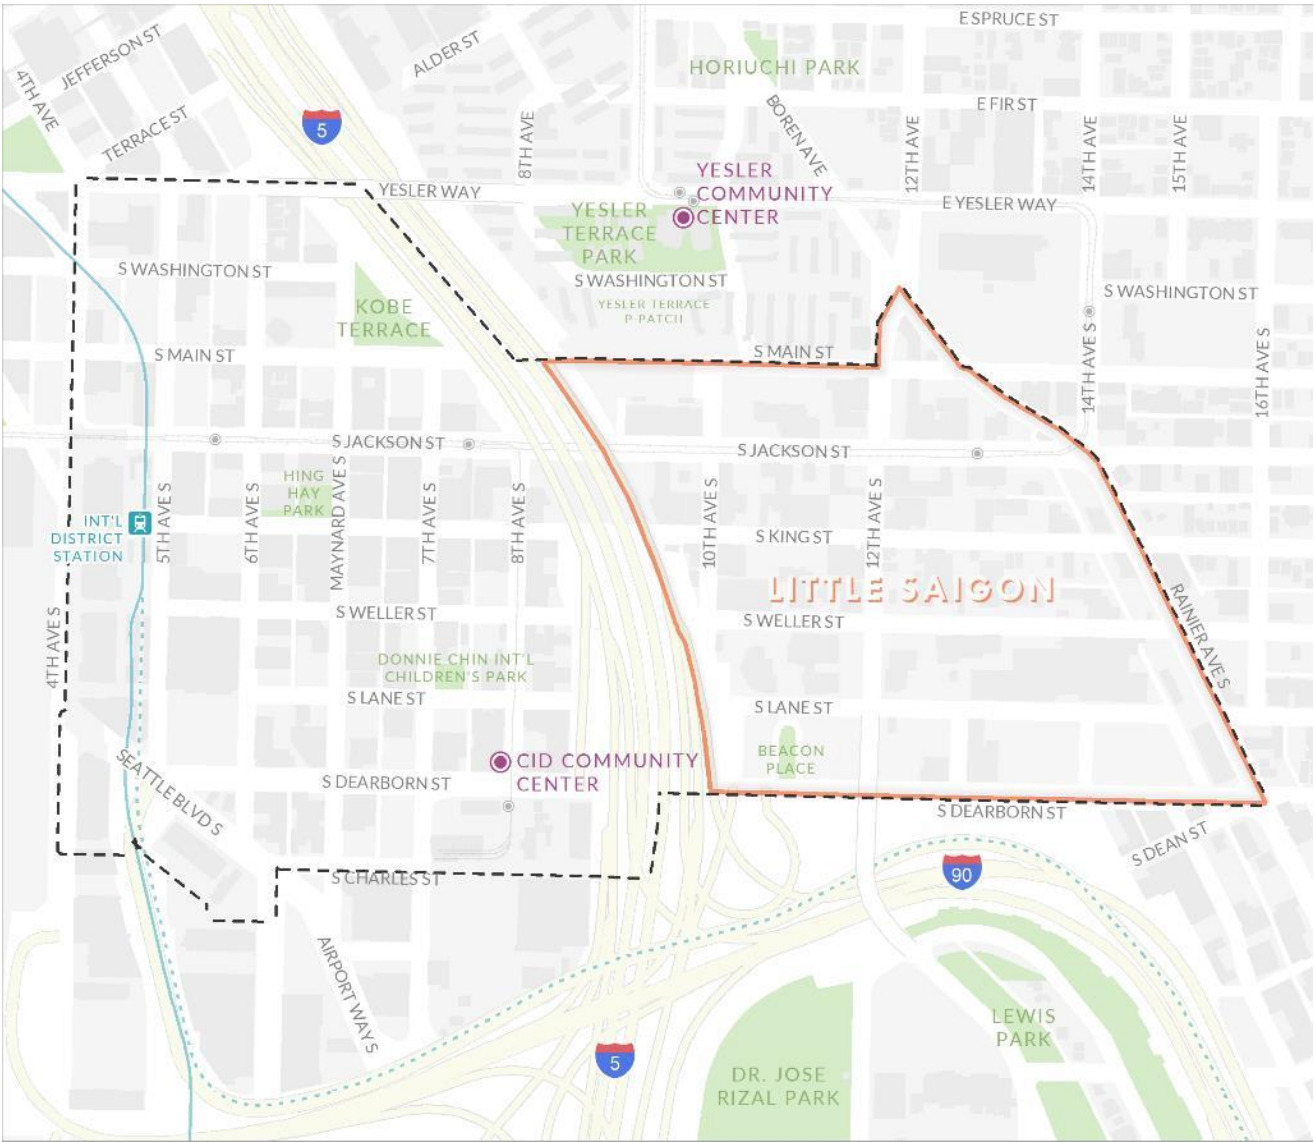 E SPRUCE ST
JEFFERSON ST
ALDER ST
HORIUCHI PARK
4TH AVE
TERRACE ST
5
8TH AVE
BOREN AVE
E FIR ST
12TH AVE
14TH AVE
15TH AVE
YESLER
COMMUNITY
CENTER
YESLER WAY
E YESLER WAY
YESLER
TERRACE
PARK
S WASHINGTON ST
S WASHINGTON ST
S WASHINGTON ST
YESLER TERRACE
P-PATCH
KOBE
TERRACE
S MAIN ST
S MAIN ST
14TH AVE S
16TH AVE S
S JACKSON ST
S JACKSON ST
HING
HAY
PARK
INT'L
DISTRICT
STATION
5TH AVE S
6TH AVE S
MAYNARD AVE S
7TH AVE S
8TH AVE S
10TH AVE S
12TH AVE S
S KING ST
LITTLE SAIGON
RAINIER AVE S
4TH AVE S
S WELLER ST
S WELLER ST
DONNIE CHIN INT'L
CHILDREN'S PARK
S LANE ST
S LANE ST
BEACON
PLACE
SEATTLE BLVD S
CID COMMUNITY
CENTER
S DEARBORN ST
S DEARBORN ST
S DEAN ST
S CHARLES ST
90
AIRPORT WAY S
LEWIS
PARK
5
DR. JOSE
RIZAL PARK